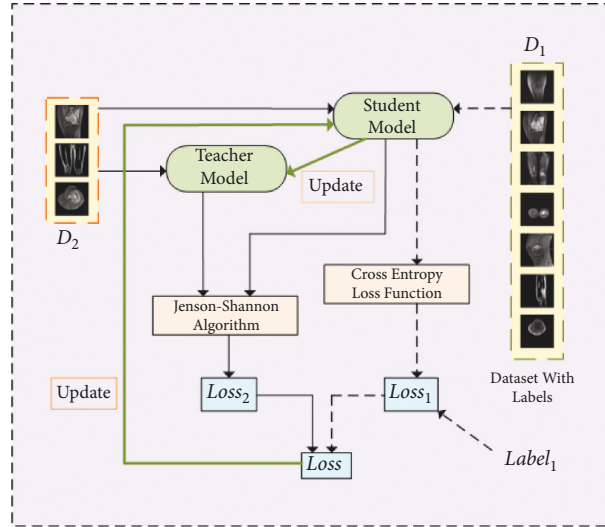 D1
Student
Model
Teacher
Model
Update
D2
Cross Entropy
Loss Function
Jenson-Shannon
Algorithm
Update
Loss2
Loss1
Dataset With
Labels
Loss
Label1